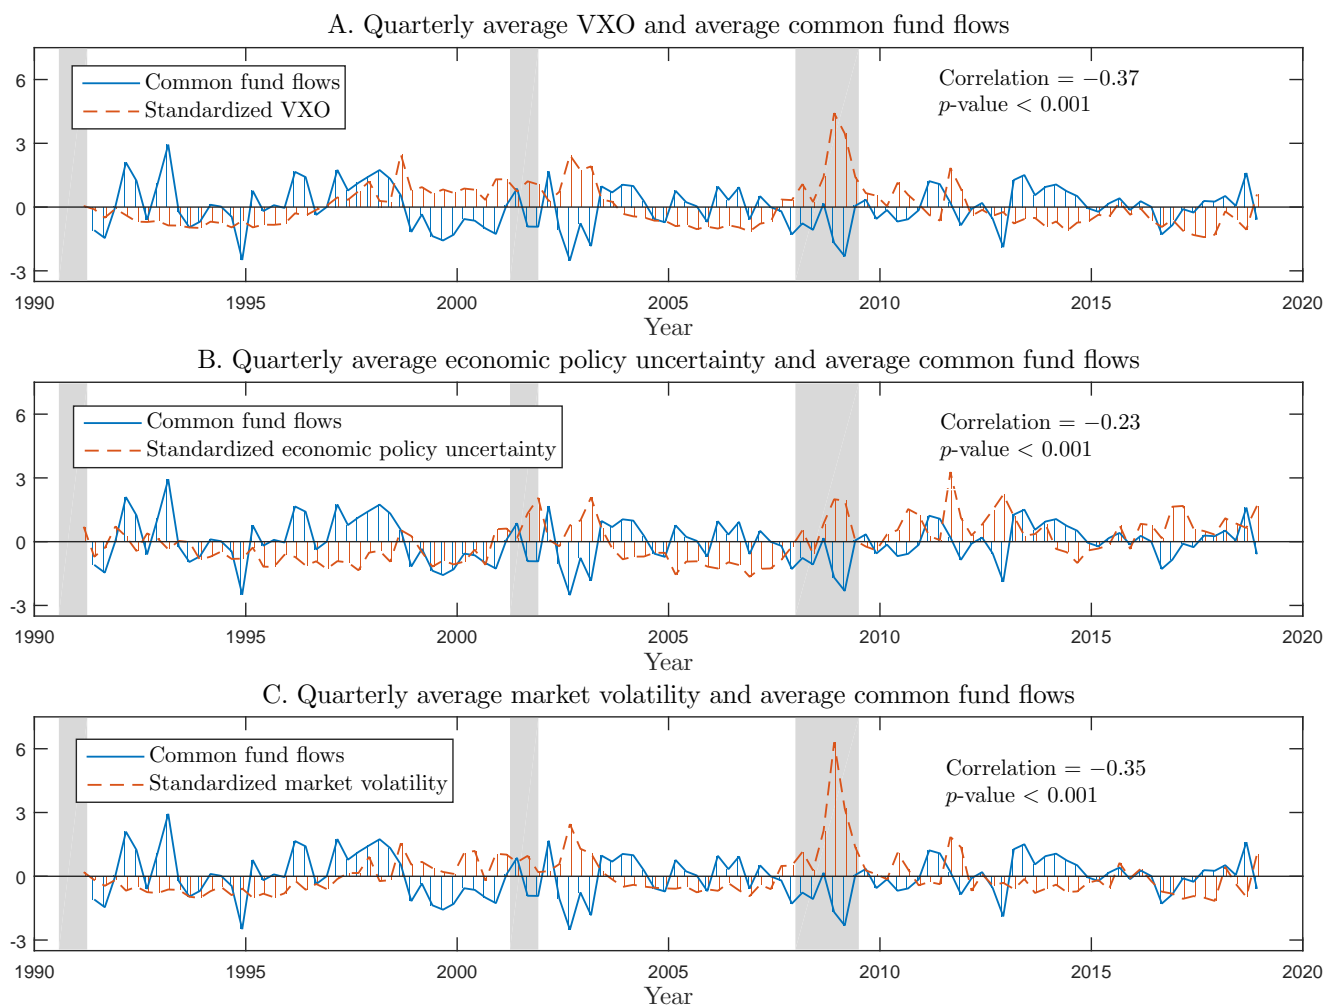 A. Quarterly average VXO and average common fund flows
6
3
0
-3
Common fund flows
Standardized VXO
Correlation = −0.37
p-value < 0.001
1990 1995 2000 2005 2010 2015 2020
Year
B. Quarterly average economic policy uncertainty and average common fund flows
6
3
0
-3
Common fund flows
Standardized economic policy uncertainty
Correlation = −0.23
p-value < 0.001
1990 1995 2000 2005 2010 2015 2020
Year
C. Quarterly average market volatility and average common fund flows
6
3
0
-3
Common fund flows
Standardized market volatility
Correlation = −0.35
p-value < 0.001
1990 1995 2000 2005 2010 2015 2020
Year